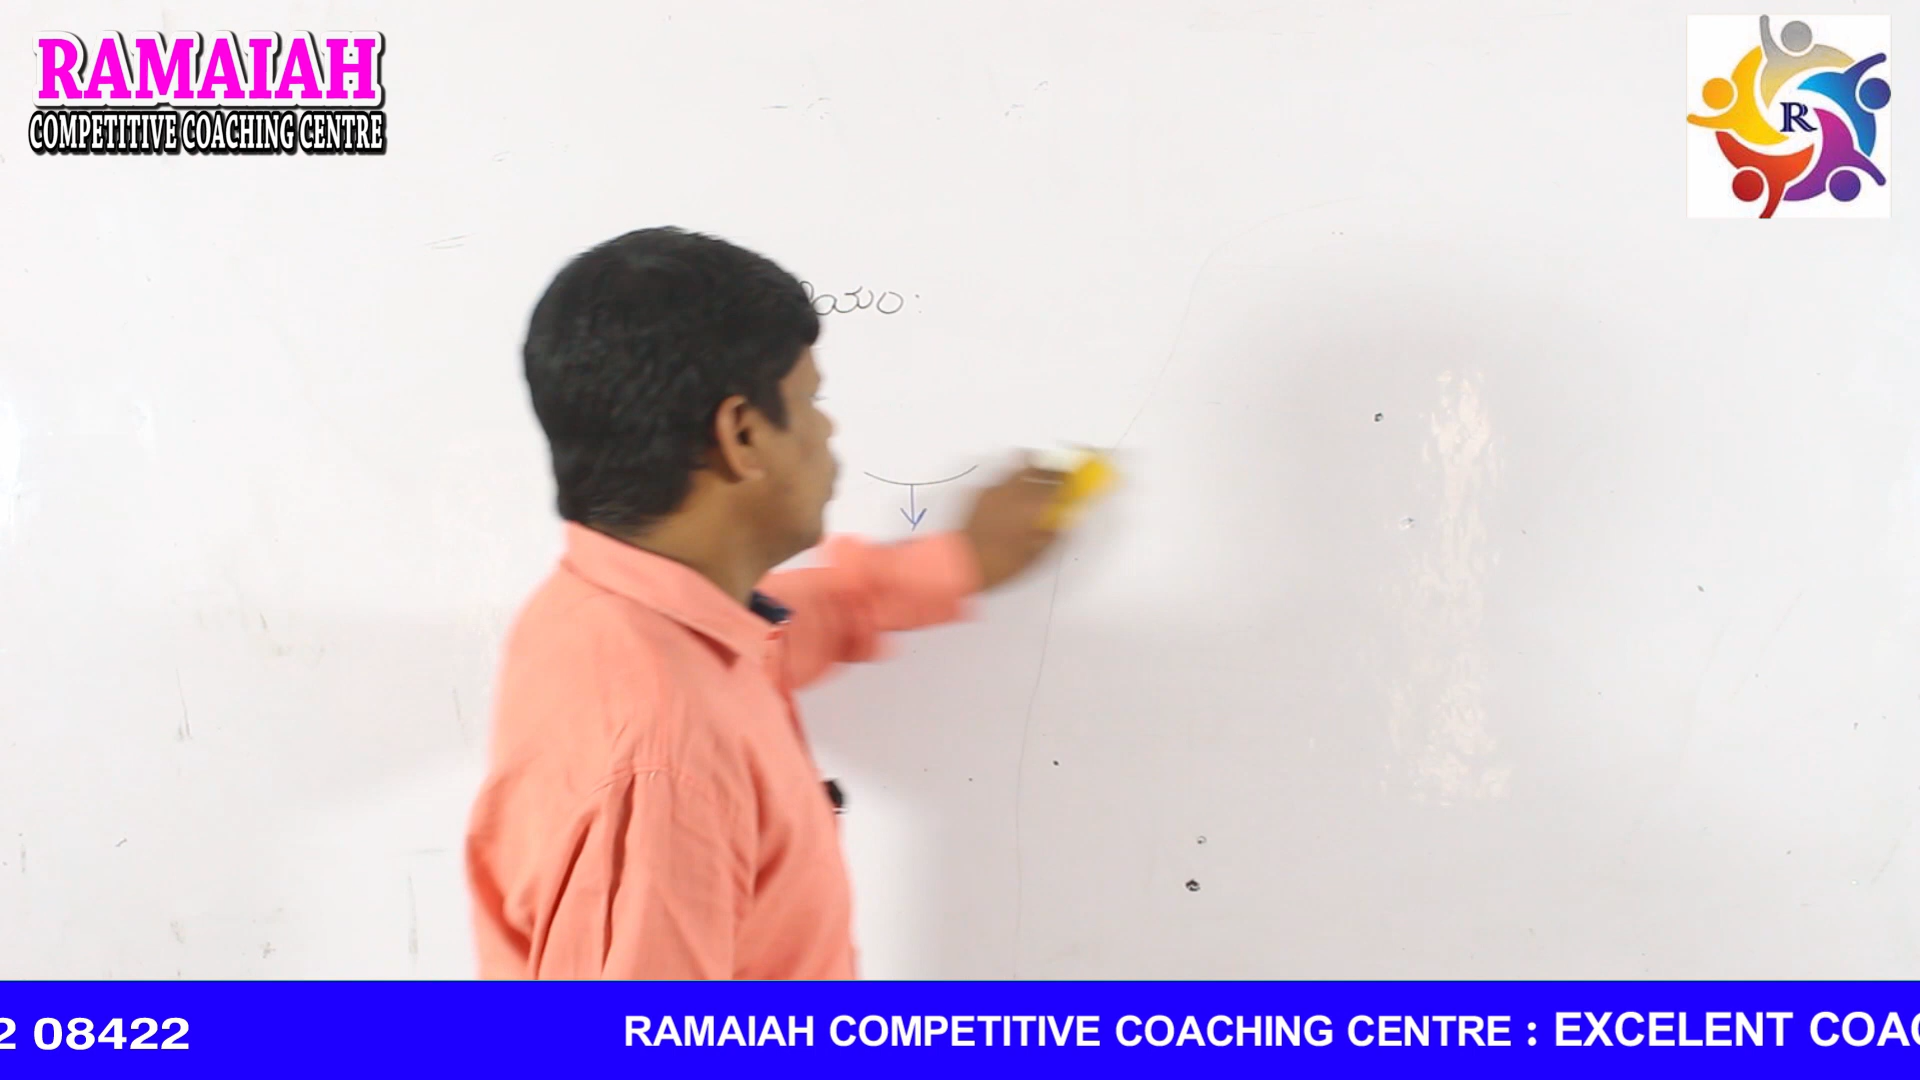 RAMAIAH
COMPETITIVE COACHING CENTRE
R
యం:
2 08422
RAMAIAH COMPETITIVE COACHING CENTRE : EXCELENT COAC